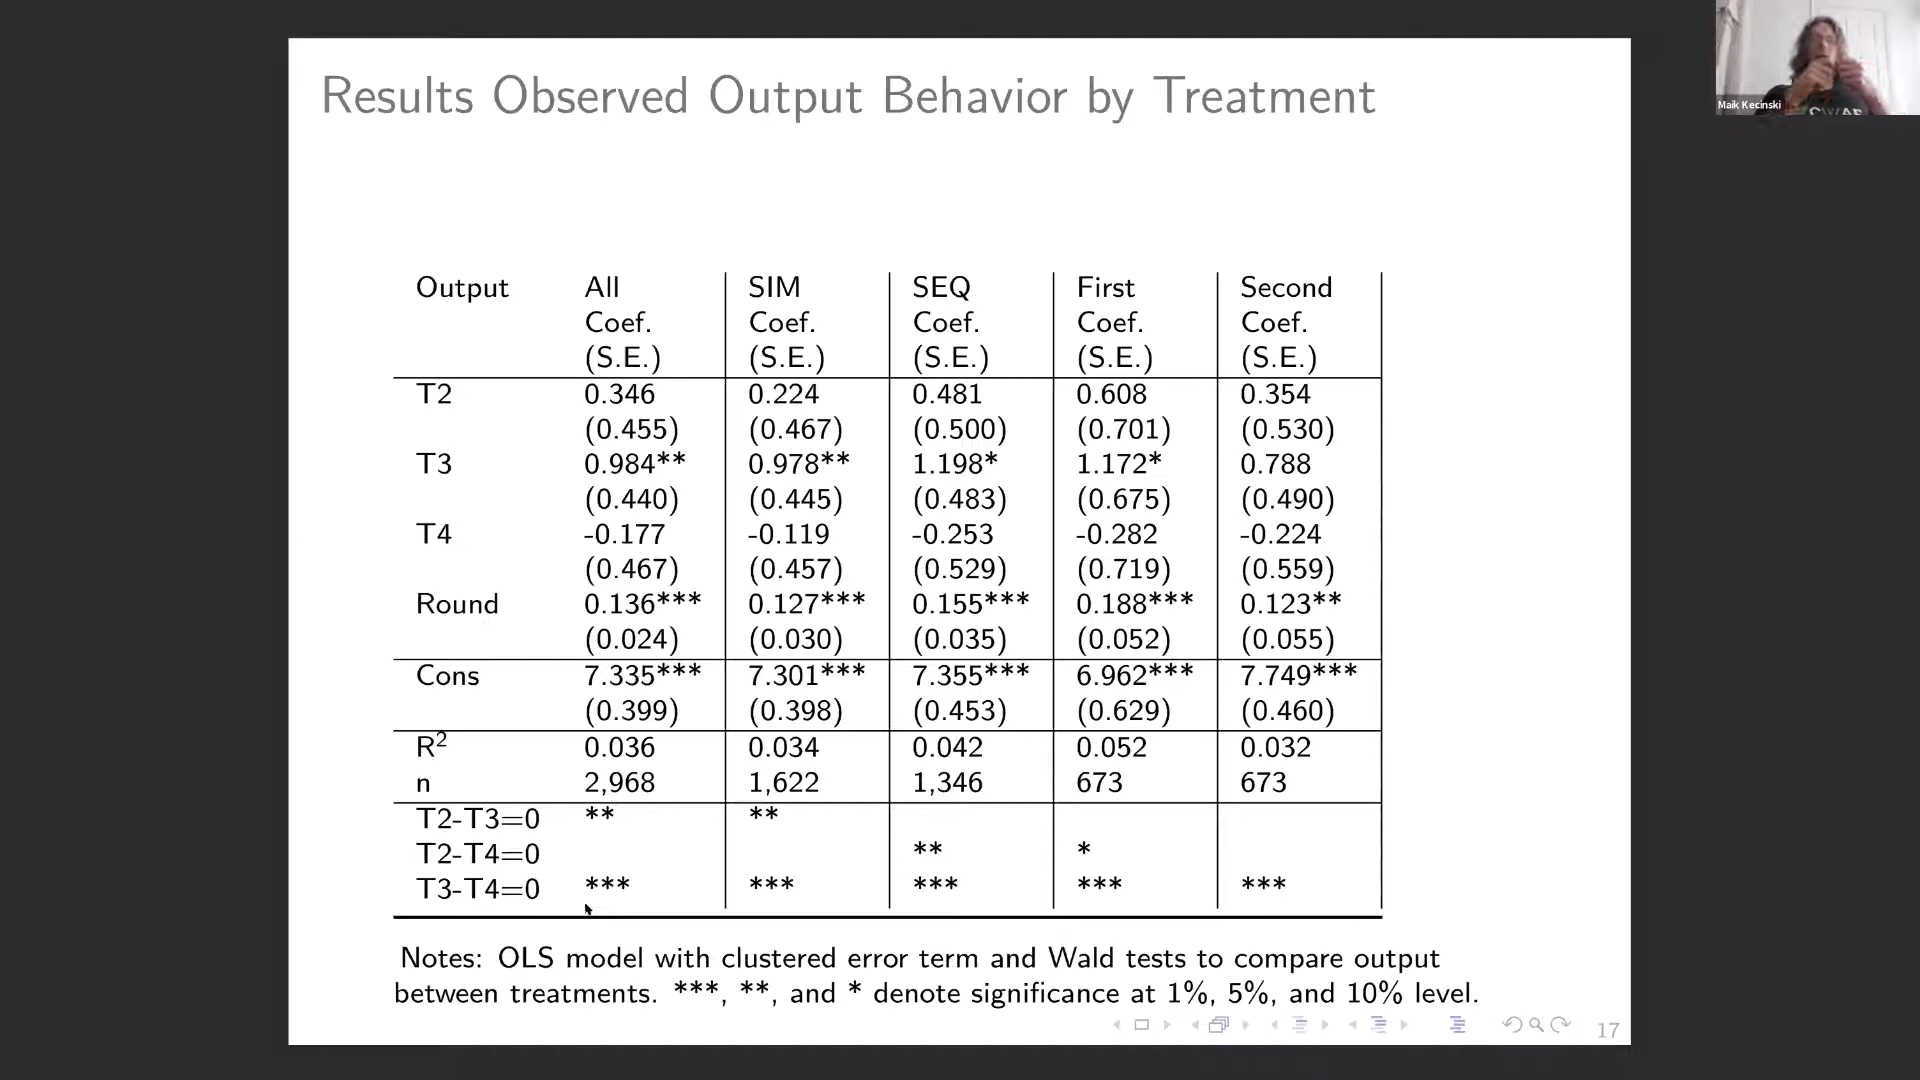 Results Observed Output Behavior by Treatment
Maik Kecinski
Output All SIM SEQ First Second
Coef. Coef. Coef. Coef. Coef.
(S.E.) (S.E.) (S.E.) (S.E.) (S.E.)
T2 0.346 0.224 0.481 0.608 0.354
(0.455) (0.467) (0.500) (0.701) (0.530)
T3 0.984** 0.978** 1.198* 1.172* 0.788
(0.440) (0.445) (0.483) (0.675) (0.490)
T4 -0.177 -0.119 -0.253 -0.282 -0.224
(0.467) (0.457) (0.529) (0.719) (0.559)
Round 0.136*** 0.127*** 0.155*** 0.188*** 0.123**
(0.024) (0.030) (0.035) (0.052) (0.055)
Cons 7.335*** 7.301*** 7.355*** 6.962*** 7.749***
(0.399) (0.398) (0.453) (0.629) (0.460)
R² 0.036 0.034 0.042 0.052 0.032
n 2,968 1,622 1,346 673 673
T2-T3=0 ** **
T2-T4=0 ** *
T3-T4=0 *** *** *** *** ***
Notes: OLS model with clustered error term and Wald tests to compare output
between treatments. ***, **, and * denote significance at 1%, 5%, and 10% level.
17